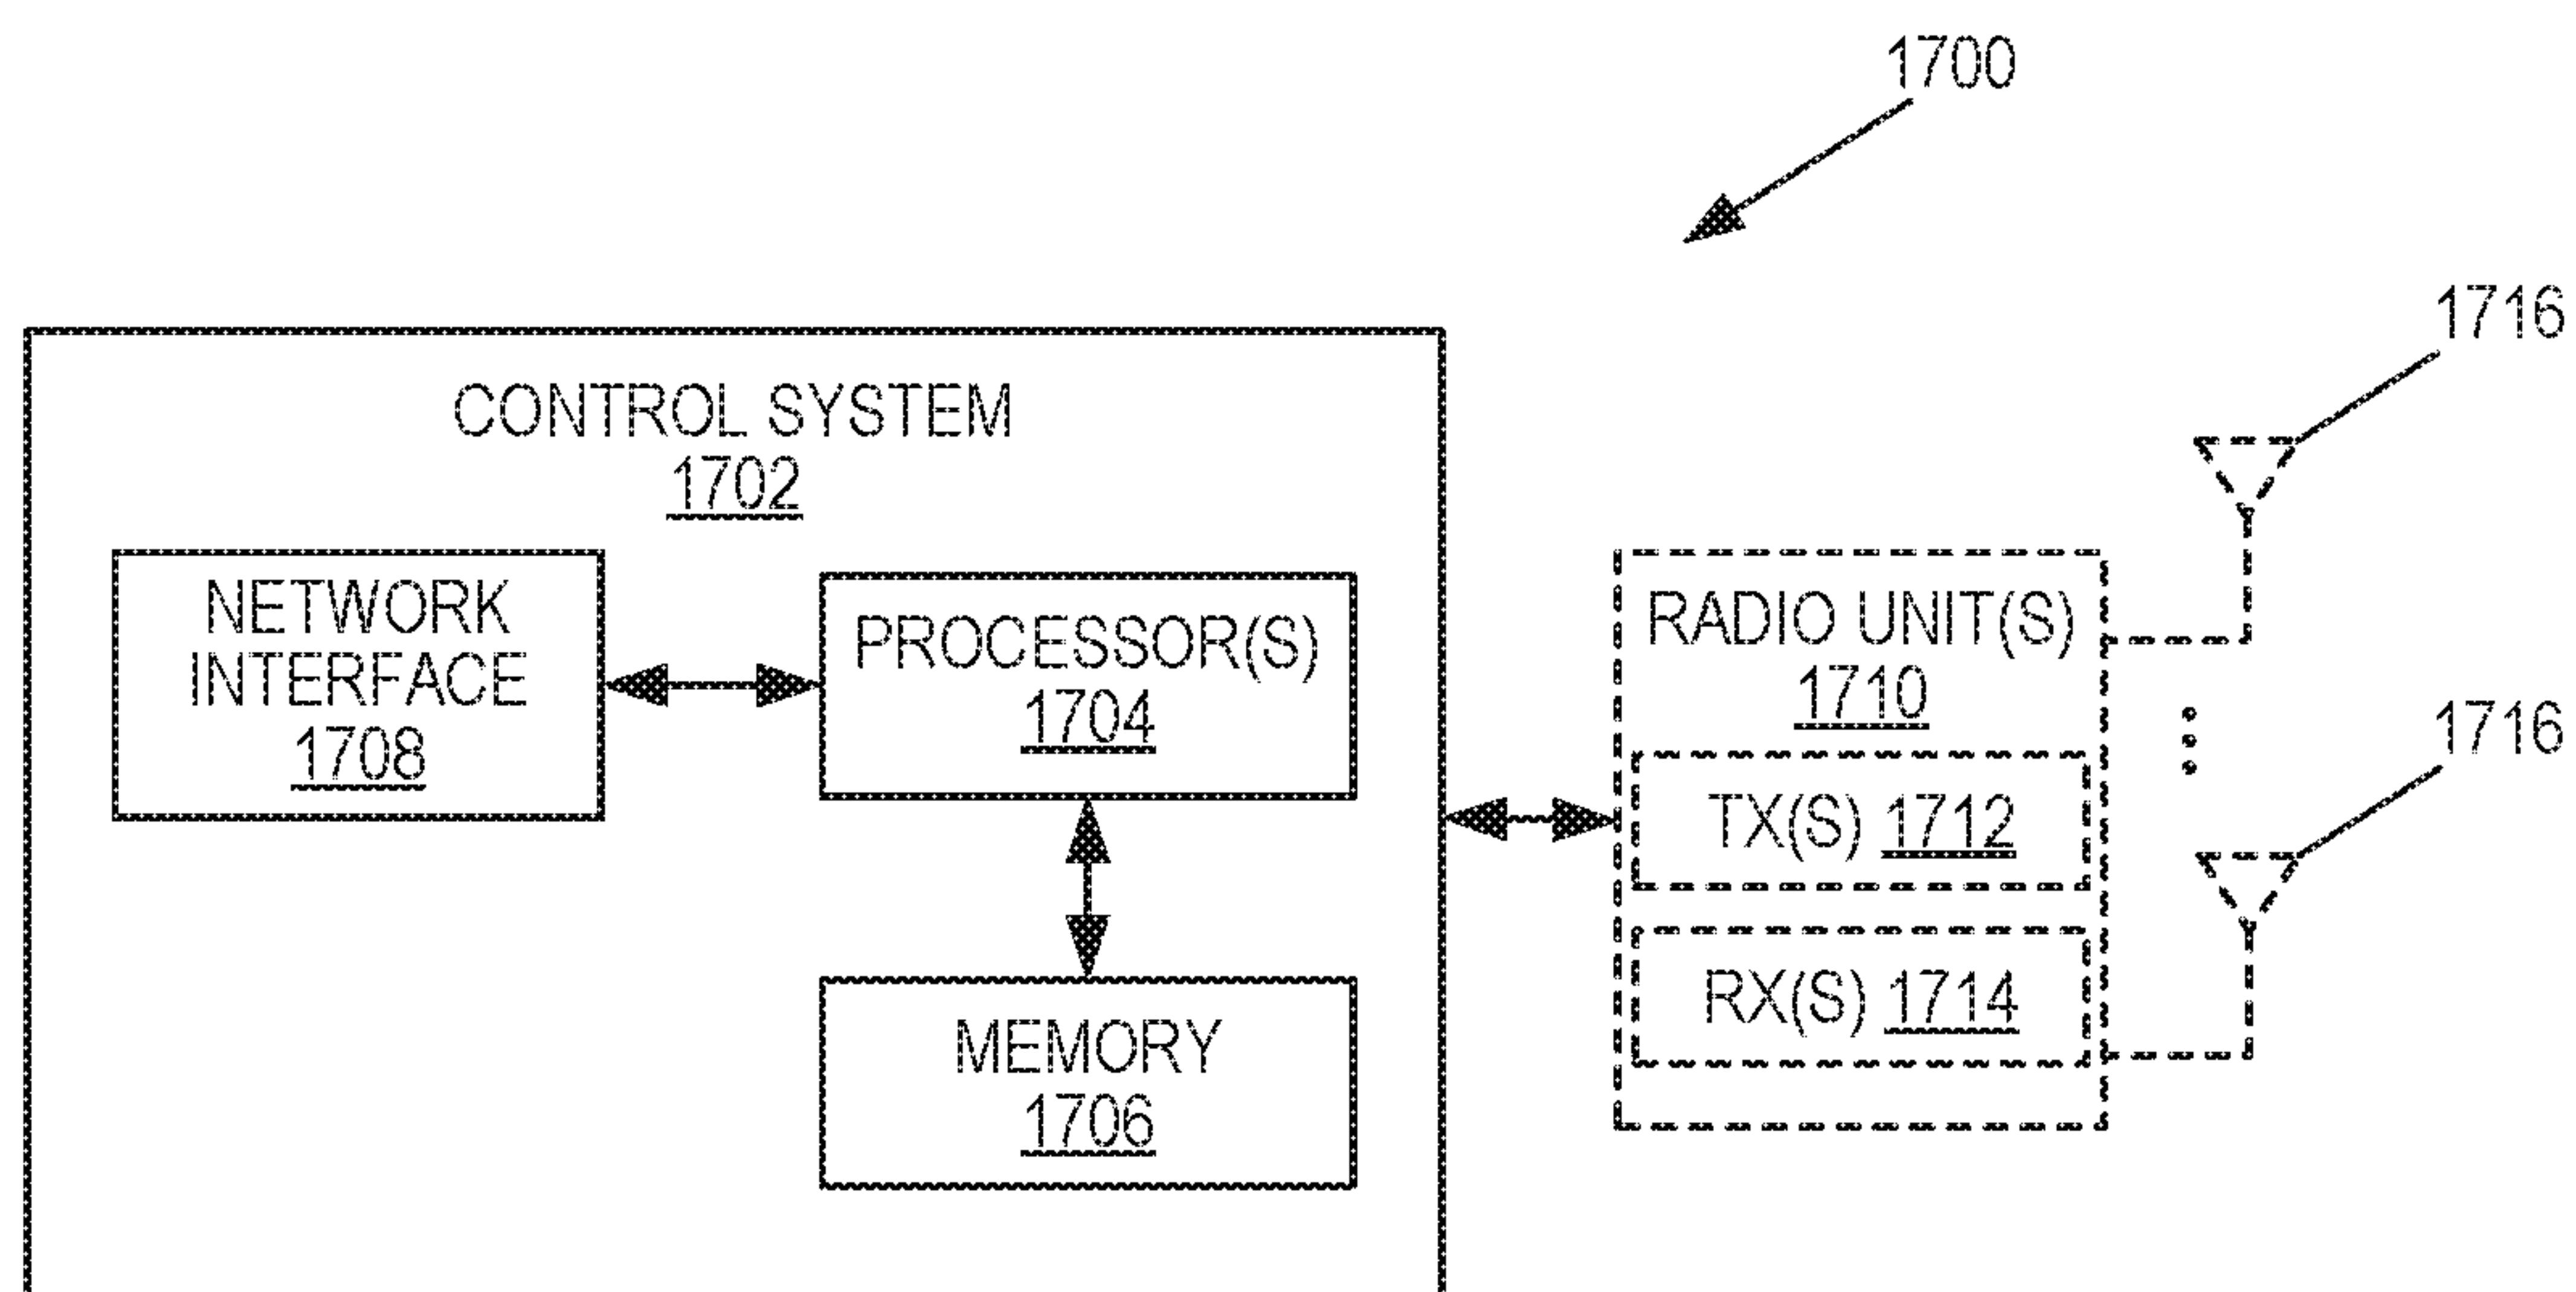 1700
1716
CONTROL SYSTEM
1702
NETWORK
INTERFACE
1708
PROCESSOR(S)
1704
MEMORY
1706
RADIO UNIT(S)
1710
TX(S) 1712
RX(S) 1714
1716